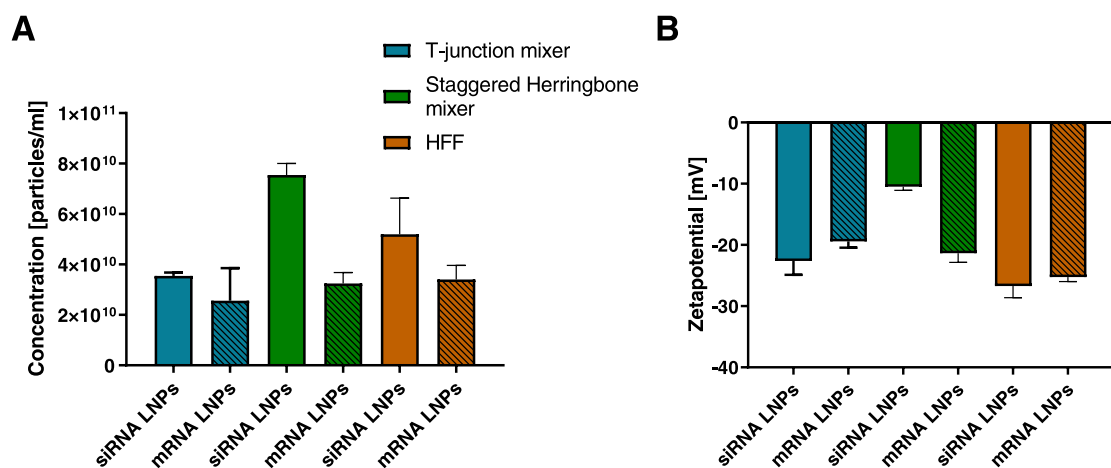 A
T-junction mixer
Staggered Herringbone
mixer
HFF
Concentration [particles/ml]
1×10¹¹
8×10¹⁰
6×10¹⁰
4×10¹⁰
2×10¹⁰
0
siRNA LNPs
mRNA LNPs
siRNA LNPs
mRNA LNPs
siRNA LNPs
mRNA LNPs
B
Zetapotential [mV]
0
-10
-20
-30
-40
siRNA LNPs
mRNA LNPs
siRNA LNPs
mRNA LNPs
siRNA LNPs
mRNA LNPs